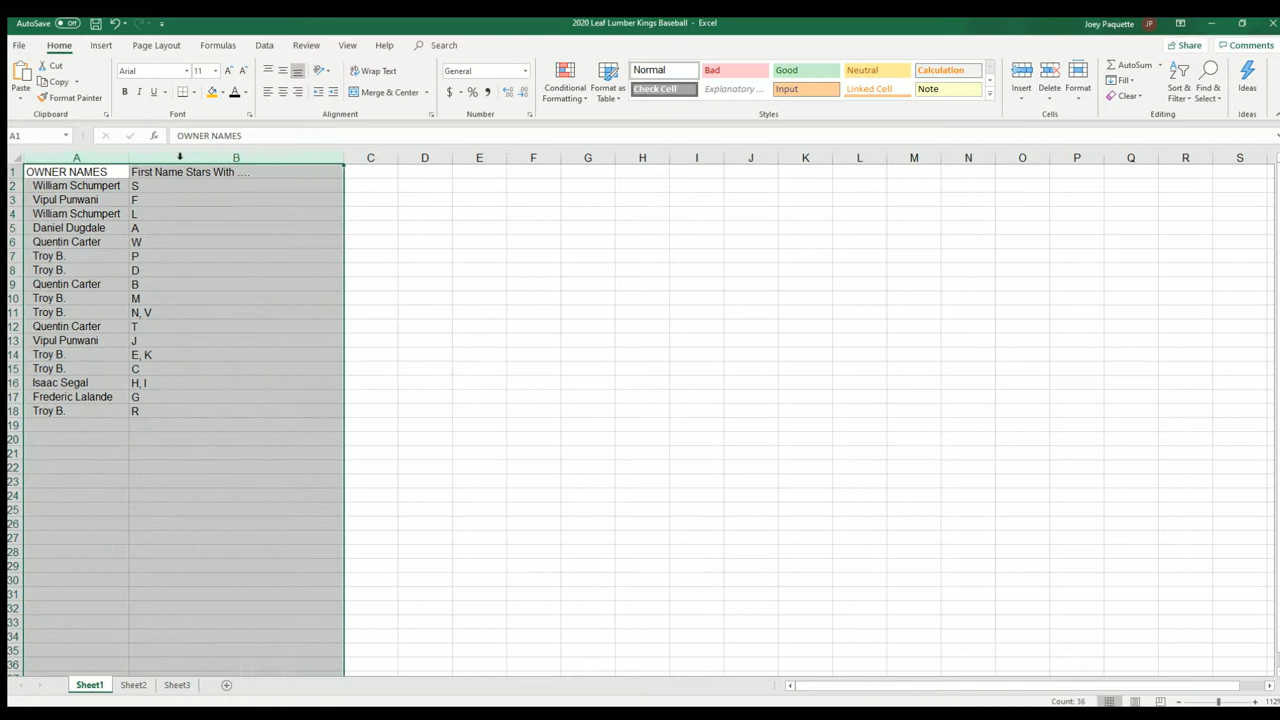 AutoSave Off 2020 Leaf Lumber Kings Baseball - Excel Joey Paquette JP
File Home Insert Page Layout Formulas Data Review View Help Search Share Comments
Paste Cut Copy Format Painter Clipboard
Arial 11 A A B I U A Font
Wrap Text Merge & Center Alignment
General $ % , Number
Conditional Formatting Format as Table
Normal Bad Good Neutral Calculation
Check Cell Explanatory ... Input Linked Cell Note
Styles
Insert Delete Format Cells
AutoSum Fill Clear Sort & Filter Find & Select Editing
Ideas Ideas
A1 fx OWNER NAMES
A B C D E F G H I J K L M N O P Q R S
1 OWNER NAMES First Name Stars With ....
2 William Schumpert S
3 Vipul Punwani F
4 William Schumpert L
5 Daniel Dugdale A
6 Quentin Carter W
7 Troy B. P
8 Troy B. D
9 Quentin Carter B
10 Troy B. M
11 Troy B. N, V
12 Quentin Carter T
13 Vipul Punwani J
14 Troy B. E, K
15 Troy B. C
16 Isaac Segal H, I
17 Frederic Lalande G
18 Troy B. R
19
20
21
22
23
24
25
26
27
28
29
30
31
32
33
34
35
36
Sheet1 Sheet2 Sheet3
Count: 36